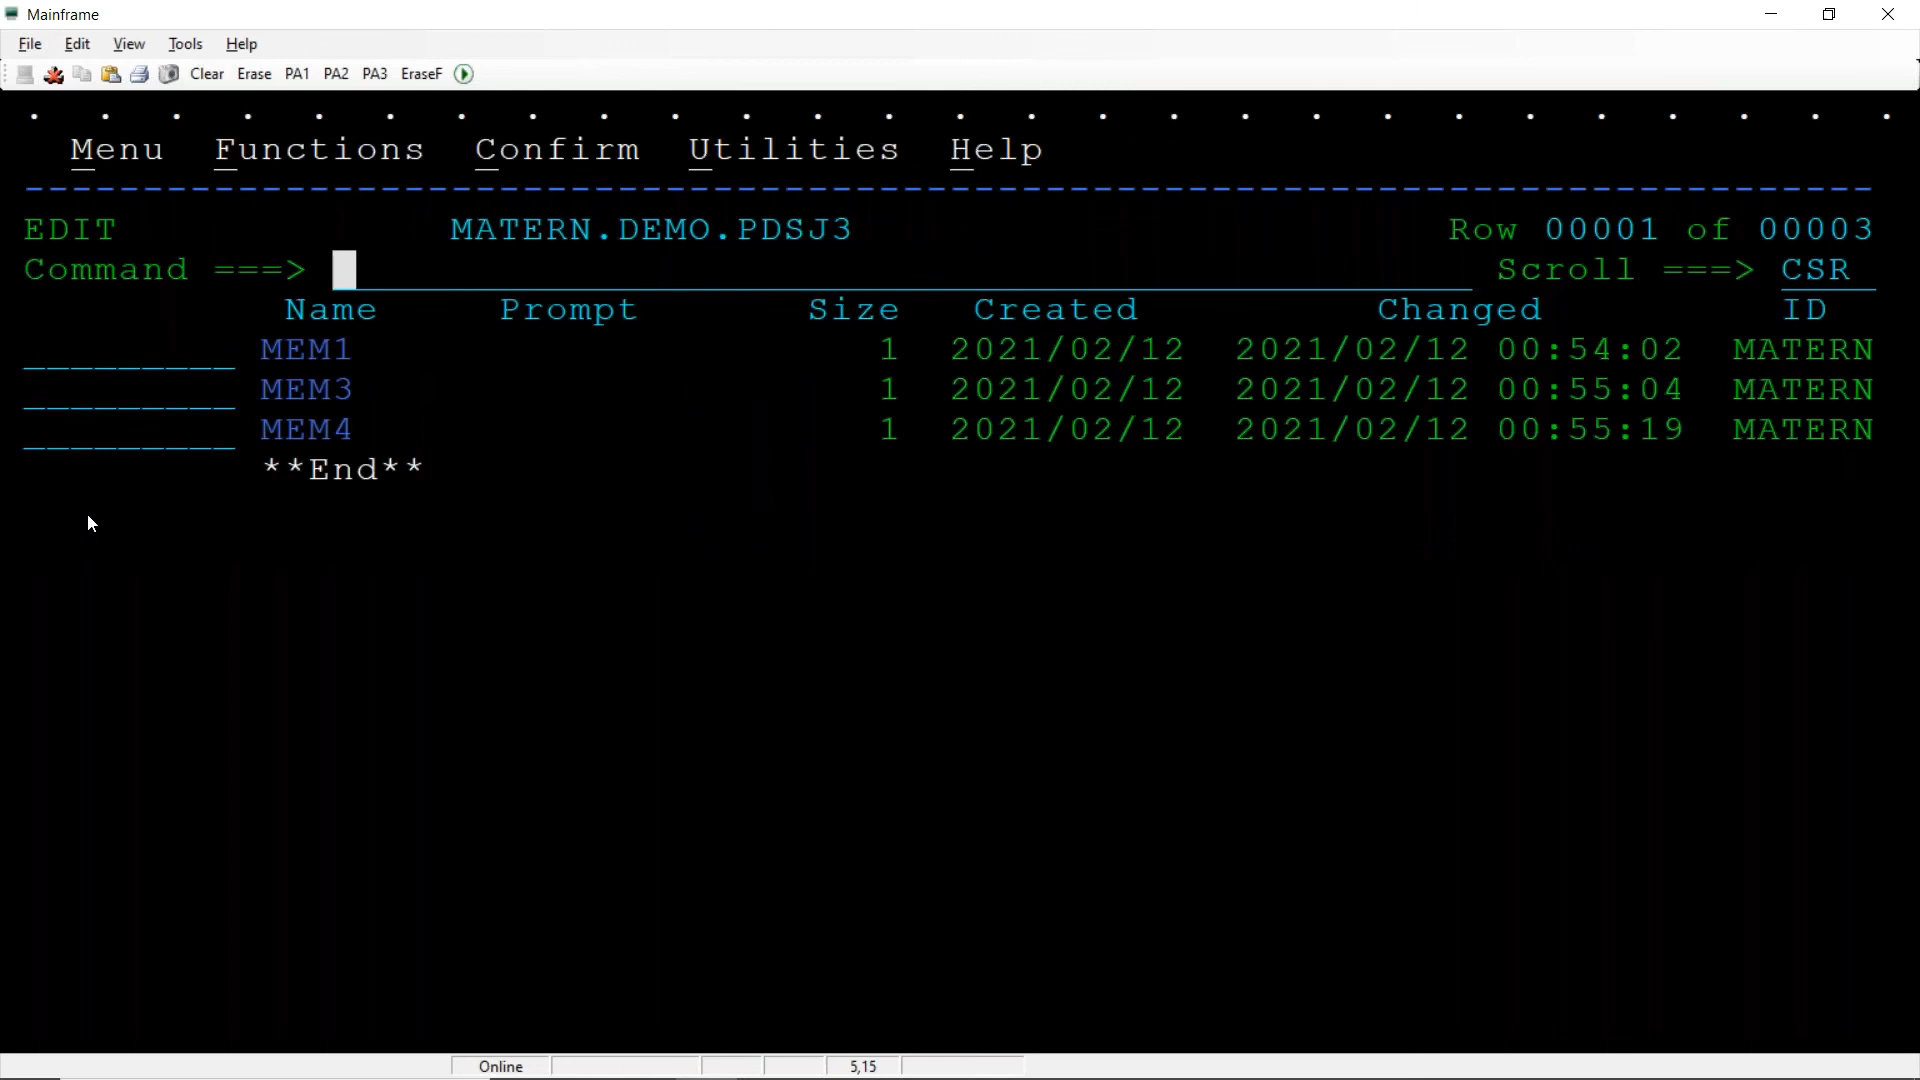 Mainframe
File Edit View Tools Help
Clear Erase PA1 PA2 PA3 EraseF
Menu Functions Confirm Utilities Help
EDIT MATERN.DEMO.PDSJ3 Row 00001 of 00003
Command ===> Scroll ===> CSR
Name Prompt Size Created Changed ID
_________ MEM1 1 2021/02/12 2021/02/12 00:54:02 MATERN
_________ MEM3 1 2021/02/12 2021/02/12 00:55:04 MATERN
_________ MEM4 1 2021/02/12 2021/02/12 00:55:19 MATERN
**End**
Online 5,15